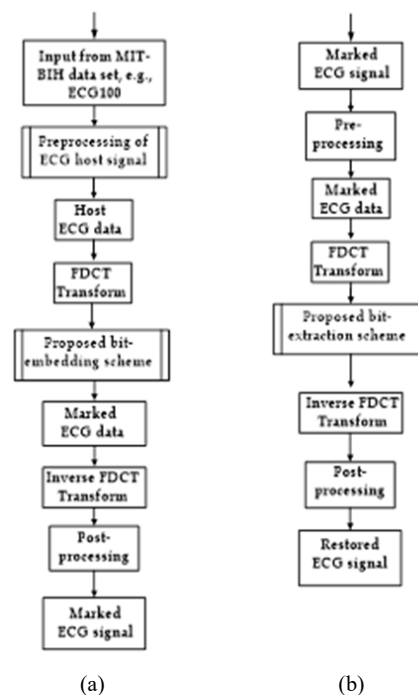 Input from MIT-
BIH data set, e.g.,
ECG100
Preprocessing of
ECG host signal
Host
ECG data
FDCT
Transform
Proposed bit-
embedding scheme
Marked
ECG data
Inverse FDCT
Transform
Post-
processing
Marked
ECG signal
(a)
Marked
ECG signal
Pre-
processing
Marked
ECG data
FDCT
Transform
Proposed bit-
extraction scheme
Inverse FDCT
Transform
Post-
processing
Restored
ECG signal
(b)